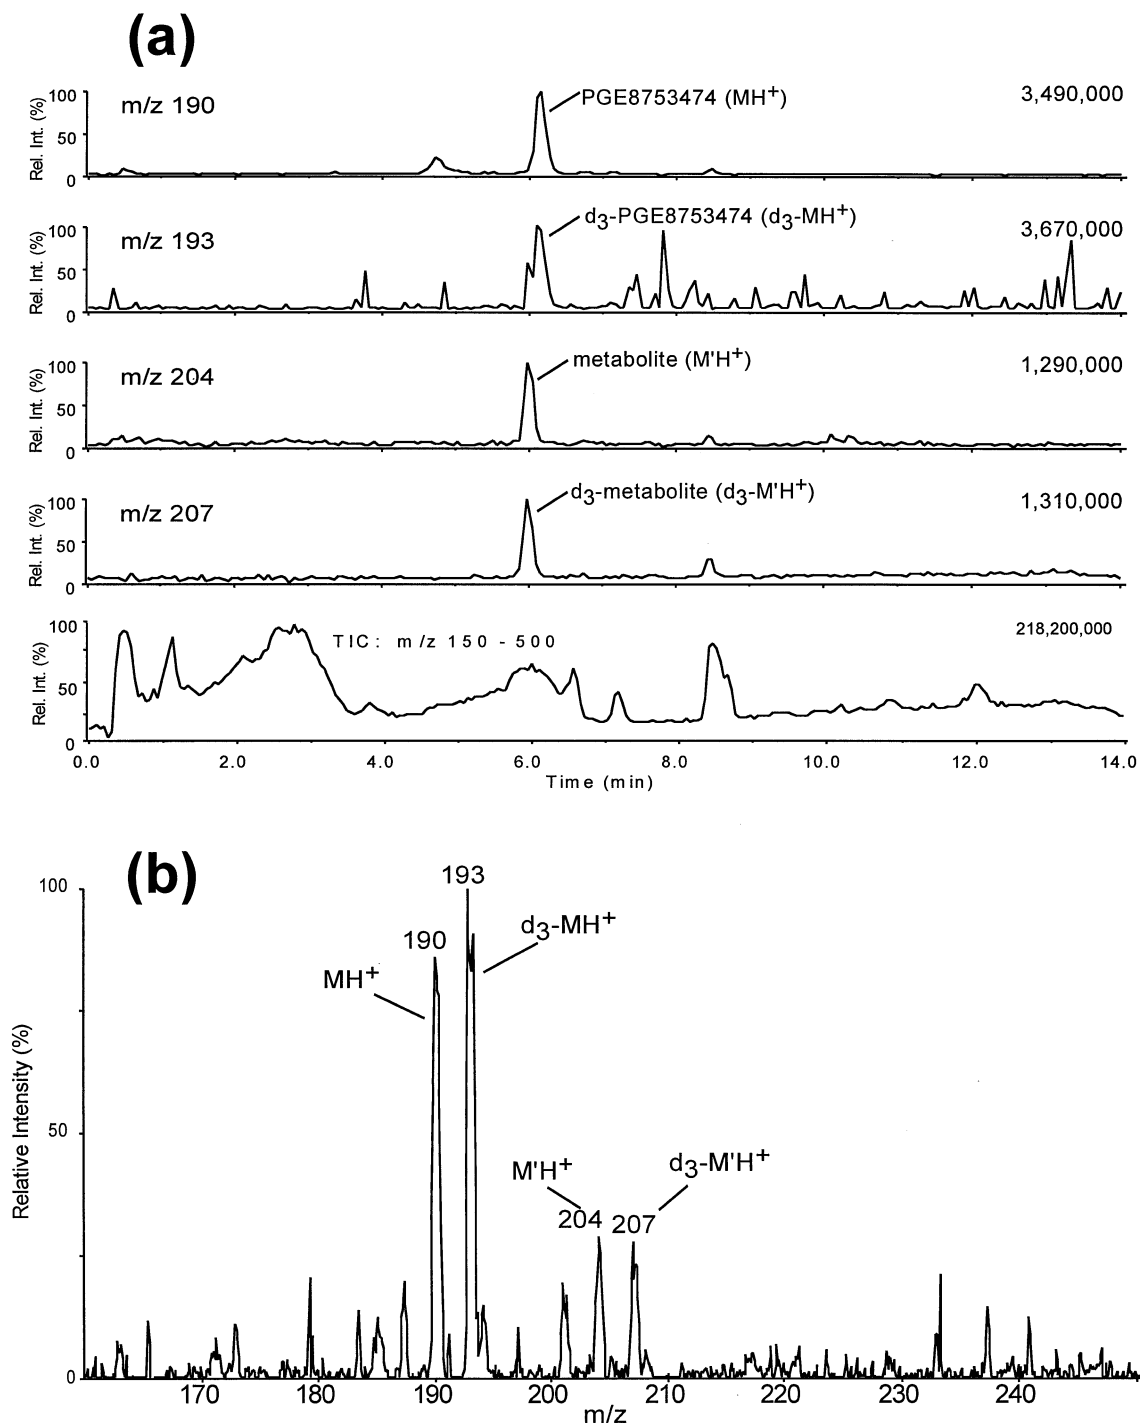 (a)
Rel. Int. (%)
100
50
0
m/z 190
PGE8753474 (MH+)
3,490,000
Rel. Int. (%)
100
50
0
m/z 193
d3-PGE8753474 (d3-MH+)
3,670,000
Rel. Int. (%)
100
50
0
m/z 204
metabolite (M'H+)
1,290,000
Rel. Int. (%)
100
50
0
m/z 207
d3-metabolite (d3-M'H+)
1,310,000
Rel. Int. (%)
100
50
0
TIC: m/z 150 - 500
218,200,000
0.0 2.0 4.0 6.0 8.0 10.0 12.0 14.0
Time (min)
(b)
Relative Intensity (%)
100
50
0
193
d3-MH+
190
MH+
M'H+
d3-M'H+
204 207
170 180 190 200 210 220 230 240
m/z